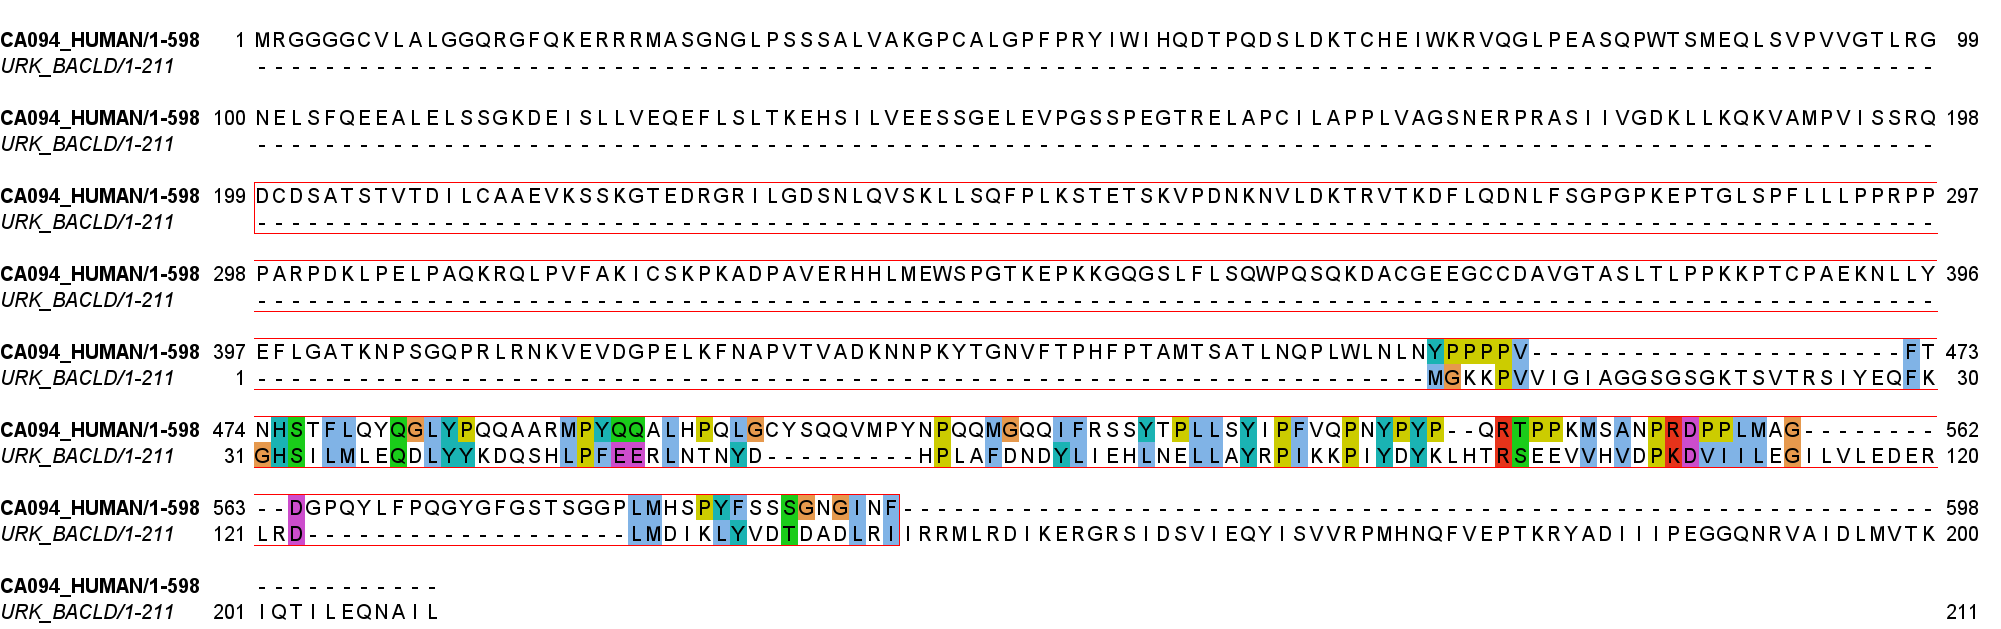 CA094_HUMAN/1-598 1 MRGGGGCVLALGGQRGFQKERRRMASGNGLPSSSALVAKGPCALGPFPRYIWIHQDTPQDSLDKTCHEIWKRVQGLPEASQPWTSMEQLSVPVVGTLRG 99
URK_BACLD/1-211 ---------------------------------------------------------------------------------------------------
CA094_HUMAN/1-598 100 NELSFQEEALELSSGKDEISLLVEQEFLSLTKEHSILVEESSGELEVPGSSPEGTRELAPCILAPPLVAGSNERPRASIIVGDKLLKQKVAMPVISSRQ 198
URK_BACLD/1-211 ---------------------------------------------------------------------------------------------------
CA094_HUMAN/1-598 199 DCDSATSTVTDILCAAEVKSSKGTEDRGRILGDSNLQVSKLLSQFPLKSTETSKVPDNKNVLDKTRVTKDFLQDNLFSGPGPKEPTGLSPFLLLPPRPP 297
URK_BACLD/1-211 ---------------------------------------------------------------------------------------------------
CA094_HUMAN/1-598 298 PARPDKLPELPAQKRQLPVFAKICSKPKADPAVERHHLMEWSPGTKEPKKGQGSLFLSQWPQSQKDACGEEGCCDAVGTASLTLPPKKPTCPAEKNLLY 396
URK_BACLD/1-211 ---------------------------------------------------------------------------------------------------
CA094_HUMAN/1-598 397 EFLGATKNPSGQPRLRNKVEVDGPELKFNAPVTVADKNNPKYTGNVFTPHFPTAMTSATLNQPLWLNLNYPPPPV----------------------FT 473
URK_BACLD/1-211 1 ---------------------------------------------------------------------MGKKPVVIGIAGGSGSGKTSVTRSIYEQFK 30
CA094_HUMAN/1-598 474 NHSTFLQYQGLYPQQAARMPYQQALHPQLGCYSQQVMPYNPQQMGQQIFRSSYTPLLSYIPFVQPNYPYP--QRTPPKMSANPRDPPLMAG-------- 562
URK_BACLD/1-211 31 GHSILMLEQDLYYKDQSHLPFEERLNTNYD---------HPLAFDNDYLIEHLNELLAYRPIKKPIYDYKLHTRSEEVVHVDPKDVIILEGILVLEDER 120
CA094_HUMAN/1-598 563 --DGPQYLFPQGYGFGSTSGGPLMHSPYFSSSGNGINF------------------------------------------------------------- 598
URK_BACLD/1-211 121 LRD-------------------LMDIKLYVDTDADLRIIRRMLRDIKERGRSIDSVIEQYISVVRPMHNQFVEPTKRYADIIIPEGGQNRVAIDLMVTK 200
CA094_HUMAN/1-598 -----------
URK_BACLD/1-211 201 IQTILEQNAIL 211